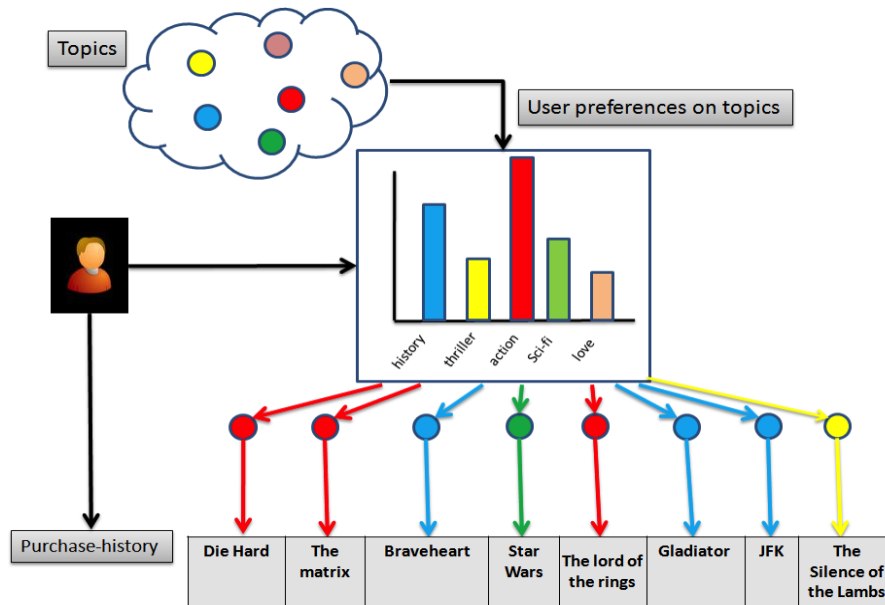 Topics
User preferences on topics
history
thriller
action
Sci-fi
love
Purchase-history
Die Hard
The
matrix
Braveheart
Star
Wars
The lord of
the rings
Gladiator
JFK
The
Silence of
the Lambs